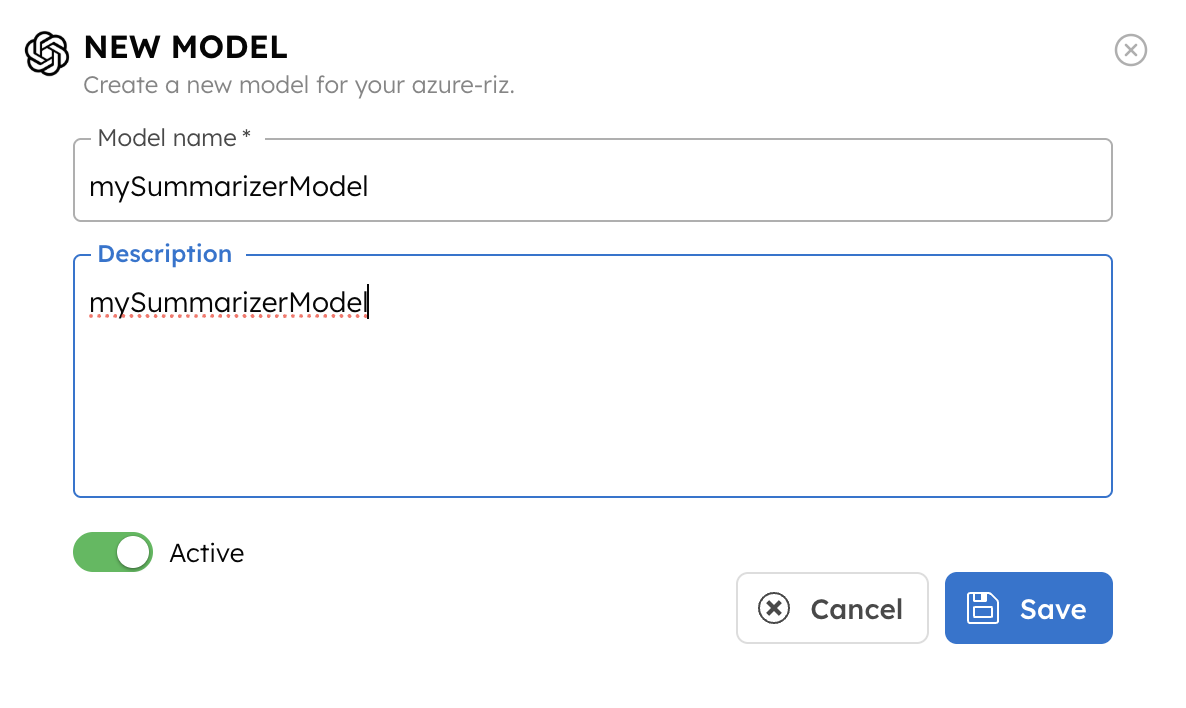 NEW MODEL
Create a new model for your azure-riz.
Model name *
mySummarizerModel
Description
mySummarizerModel
Active
Cancel
Save